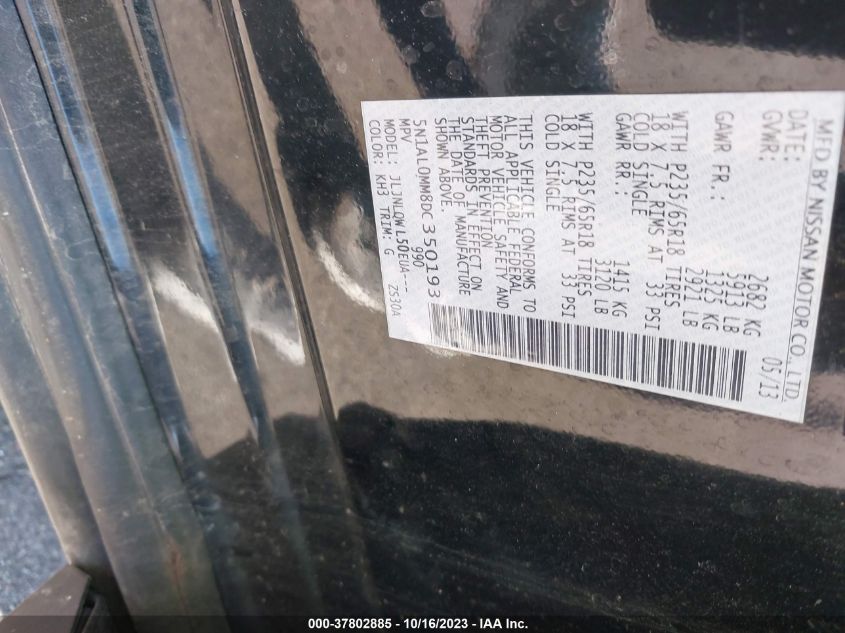 MFD BY NISSAN MOTOR CO., LTD.
DATE: 05/13
GVWR: 2682 KG
5913 LB
GAWR FR.: 1325 KG
2921 LB
WITH P235/65R18 TIRES
18 X 7.5 RIMS AT 33 PSI
COLD SINGLE
GAWR RR.: 1415 KG
3120 LB
WITH P235/65R18 TIRES
18 X 7.5 RIMS AT 33 PSI
COLD SINGLE
THIS VEHICLE CONFORMS TO
ALL APPLICABLE FEDERAL
MOTOR VEHICLE SAFETY AND
THEFT PREVENTION
STANDARDS IN EFFECT ON
THE DATE OF MANUFACTURE
SHOWN ABOVE.
5N1AL0MM8DC350193
MPV 990
MODEL: JLJNLQWL50EUA---
COLOR: KH3 TRIM: G Z530A
000-37802885 - 10/16/2023 - IAA Inc.